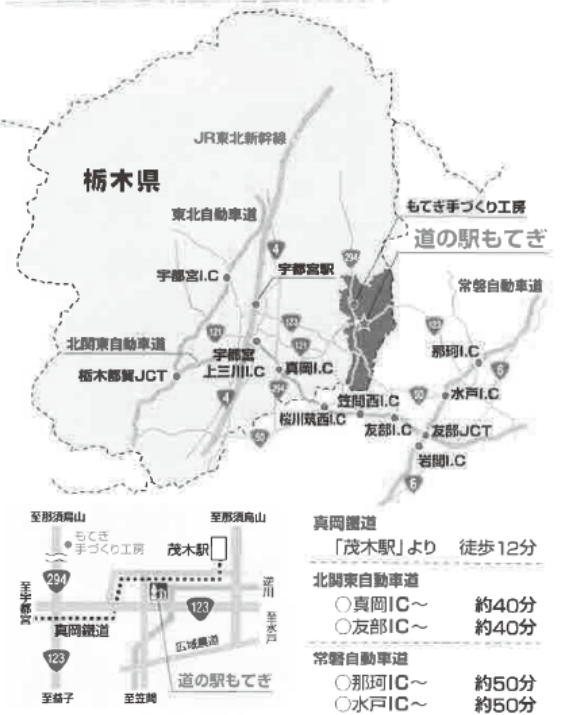 JR東北新幹線
栃木県
もてぎ手づくり工房
東北自動車道
道の駅もてぎ
4
294
宇都宮I.C
宇都宮駅
常磐自動車道
121
123
123
北関東自動車道
宇都宮
上三川I.C
121
真岡I.C
那珂I.C
6
栃木都賀JCT
294
笠間西I.C
50
水戸I.C
4
桜川筑西I.C
友部I.C
友部JCT
50
岩間I.C
6
至那須烏山
至那須烏山
もてぎ
手づくり工房
茂木駅
294
至宇都宮
逆川
123
至水戸
真岡鐵道
広域農道
123
道の駅もてぎ
至益子
至笠間
真岡鐵道
「茂木駅」より 徒歩12分
北関東自動車道
○真岡IC～ 約40分
○友部IC～ 約40分
常磐自動車道
○那珂IC～ 約50分
○水戸IC～ 約50分